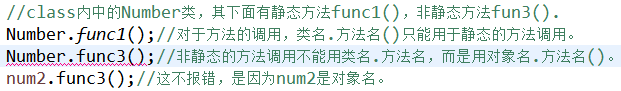 //class内中的Number类，其下面有静态方法func1()，非静态方法fun3().
Number.func1();//对于方法的调用，类名.方法名()只能用于静态的方法调用。
Number.func3();//非静态的方法调用不能用类名.方法名，而是用对象名.方法名()。
num2.func3();//这不报错，是因为num2是对象名。